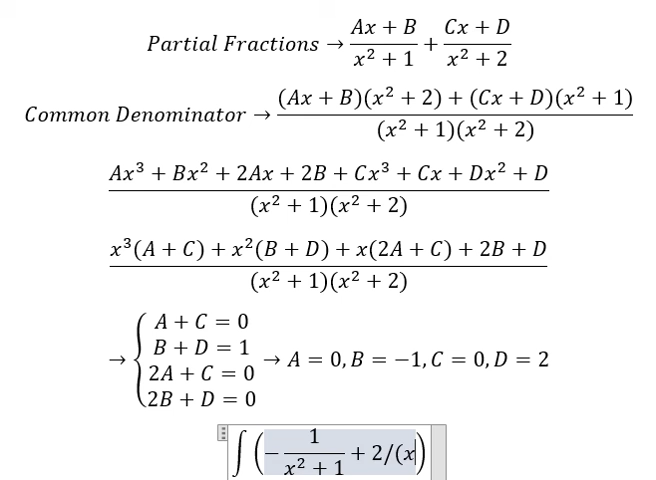 Partial Fractions → (Ax + B)/(x² + 1) + (Cx + D)/(x² + 2)
Common Denominator → ((Ax + B)(x² + 2) + (Cx + D)(x² + 1))/((x² + 1)(x² + 2))
(Ax³ + Bx² + 2Ax + 2B + Cx³ + Cx + Dx² + D)/((x² + 1)(x² + 2))
(x³(A + C) + x²(B + D) + x(2A + C) + 2B + D)/((x² + 1)(x² + 2))
→ { A + C = 0
B + D = 1
2A + C = 0
2B + D = 0 → A = 0, B = −1, C = 0, D = 2
∫ (− 1/(x² + 1) + 2/(x)